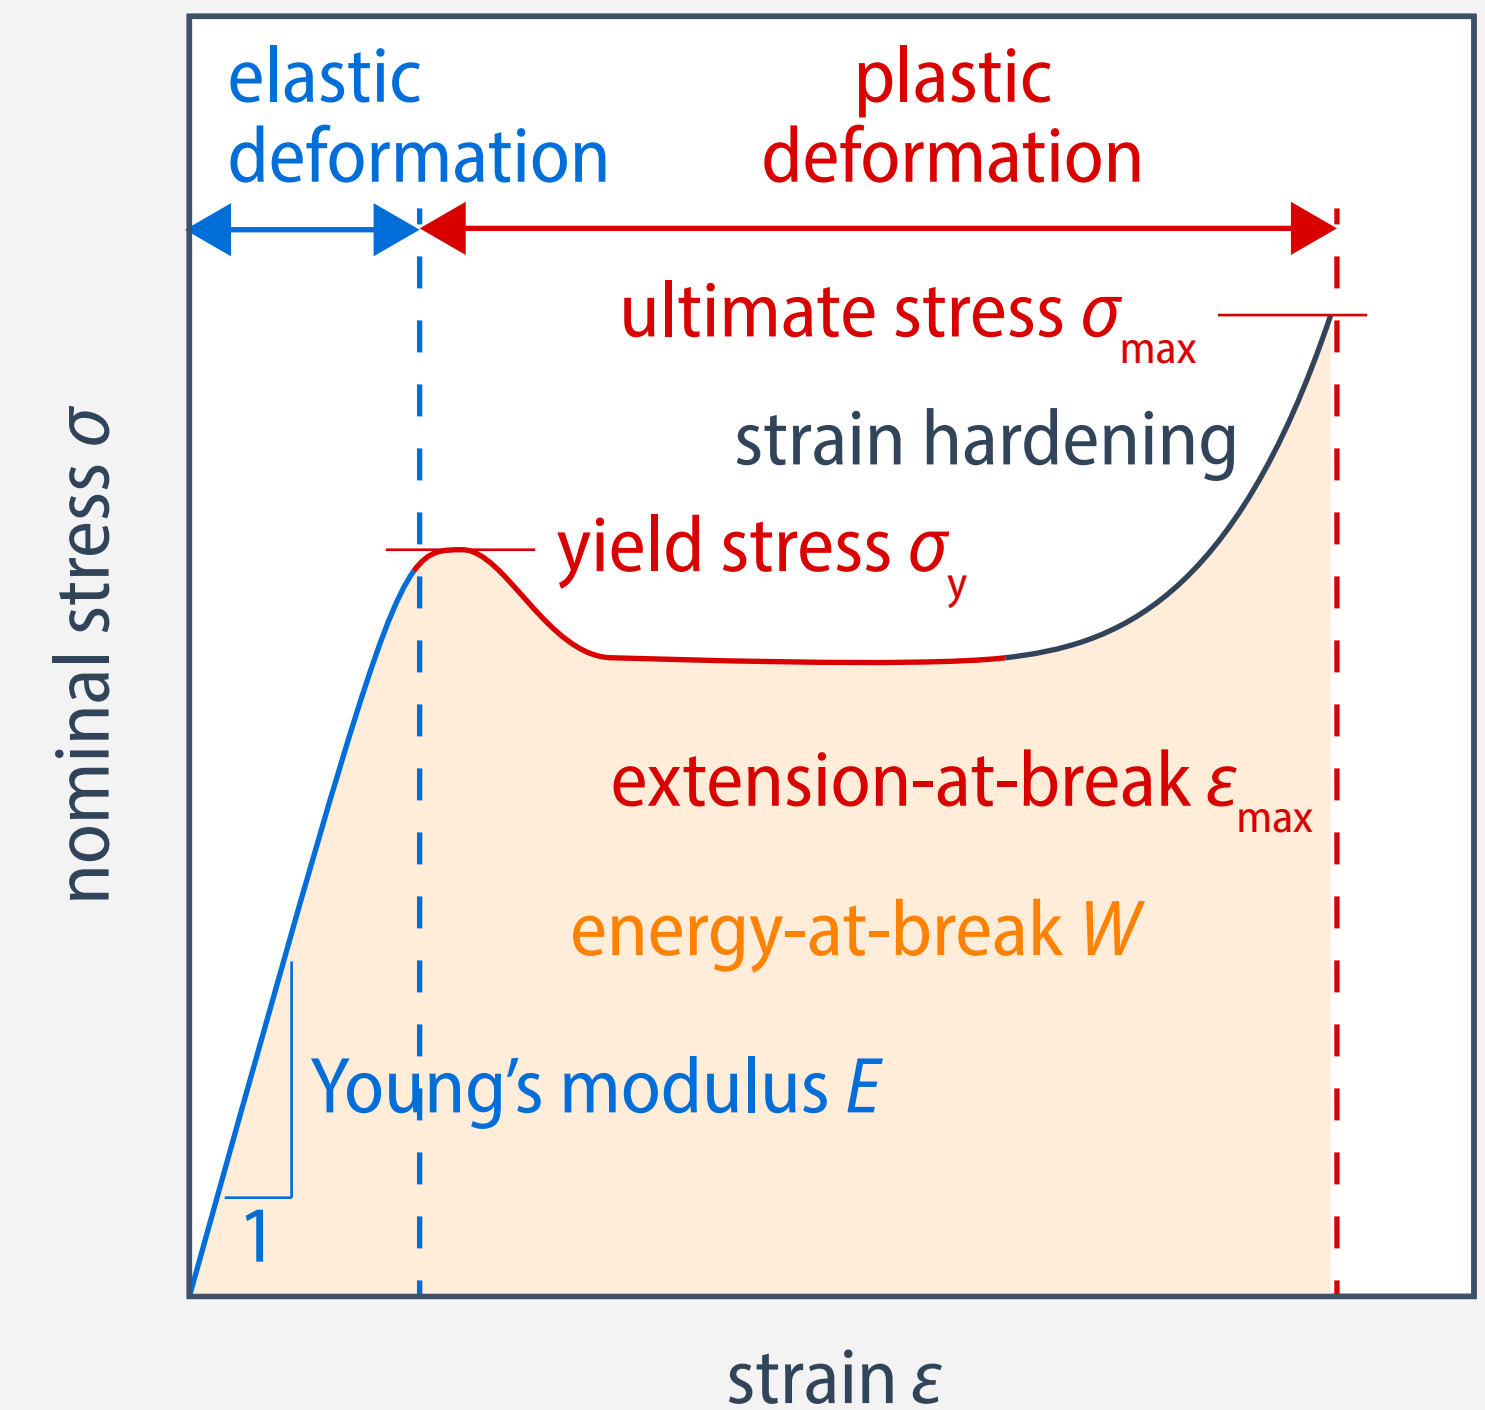 elastic
deformation
plastic
deformation
ultimate stress σmax
strain hardening
yield stress σy
extension-at-break εmax
energy-at-break W
Young’s modulus E
1
nominal stress σ
strain ε